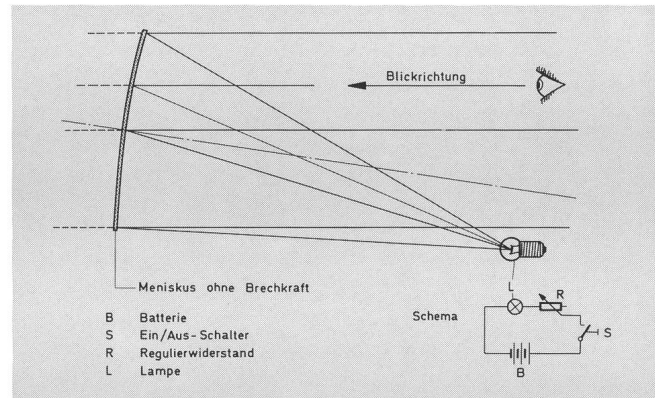 Blickrichtung
Meniskus ohne Brechkraft
B Batterie
S Ein/Aus-Schalter
R Regulierwiderstand
L Lampe
Schema
L
R
S
B